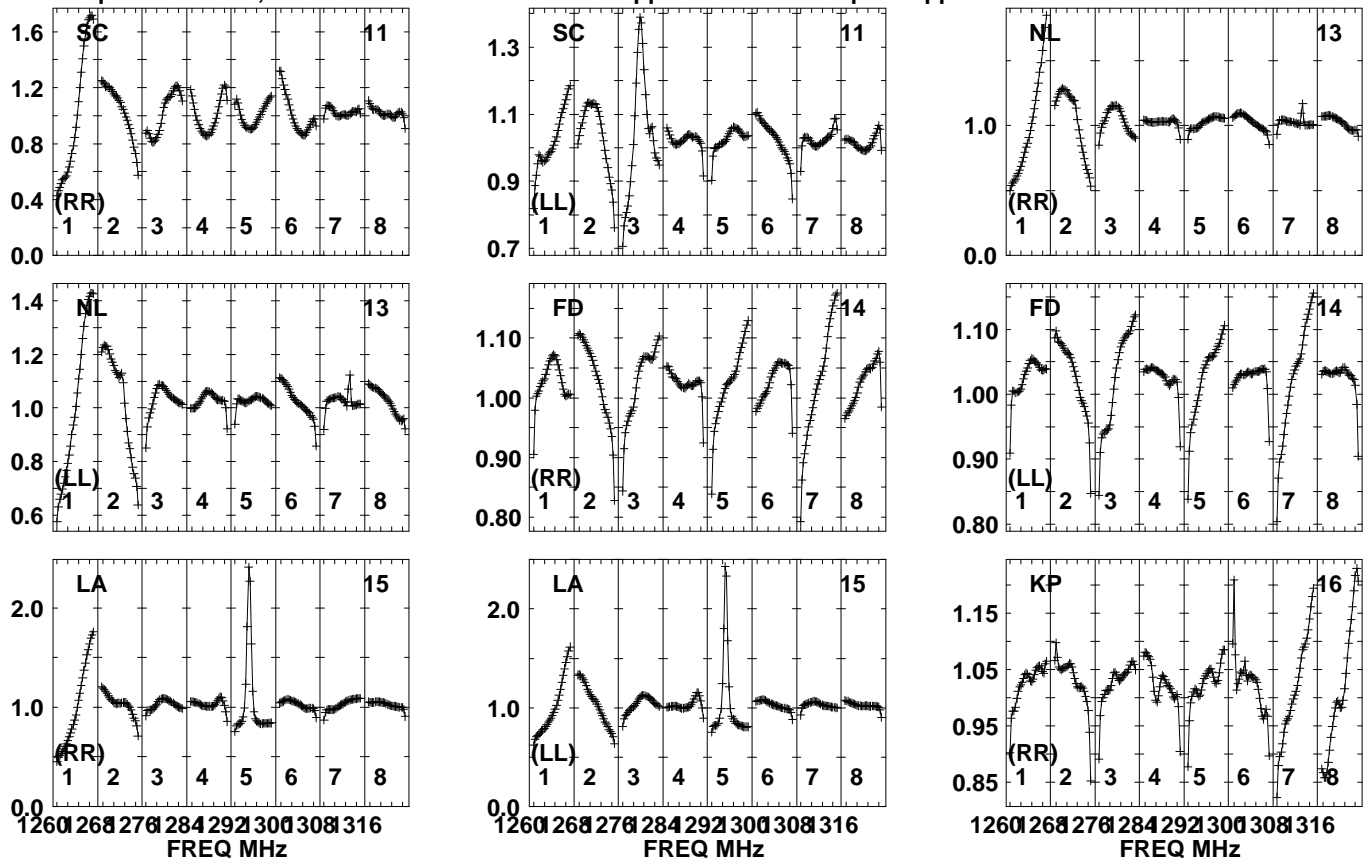 1.6 SC 11
1.2
0.8
0.4 (RR)
1 2 3 4 5 6 7 8
0.0
SC 11
1.3
1.1
0.9
(LL)
0.7 1 2 3 4 5 6 7 8
NL 13
1.0
(RR)
1 2 3 4 5 6 7 8
0.0
1.4 NL 13
1.2
1.0
0.8
(LL)
0.6 1 2 3 4 5 6 7 8
FD 14
1.10
1.00
0.90
(RR)
1 2 3 4 5 6 7 8
0.80
FD 14
1.10
1.00
0.90
(LL)
1 2 3 4 5 6 7 8
0.80
LA 15
2.0
1.0
(RR)
1 2 3 4 5 6 7 8
0.0
1260 1268 1276 1284 1292 1300 1308 1316
FREQ MHz
LA 15
2.0
1.0
(LL)
1 2 3 4 5 6 7 8
0.0
1260 1268 1276 1284 1292 1300 1308 1316
FREQ MHz
KP 16
1.15
1.05
0.95
(RR)
0.85 1 2 3 4 5 6 7 8
1260 1268 1276 1284 1292 1300 1308 1316
FREQ MHz